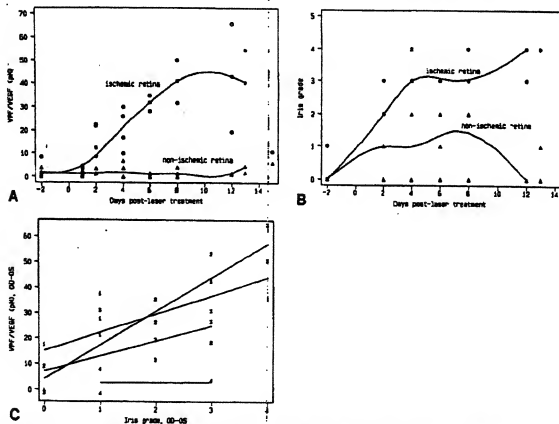 70
60
50
40
30
20
10
0
VPF/VEGF (pM)
ischemic retina
non-ischemic retina
-2 0 2 4 6 8 10 12 14
Days post-laser treatment
A
5
4
3
2
1
0
Iris grade
ischemic retina
non-ischemic retina
-2 0 2 4 6 8 10 12 14
Days post-laser treatment
B
60
50
40
30
20
10
0
VPF/VEGF (pM), OD-OS
0 1 2 3 4
Iris grade, OD-OS
C